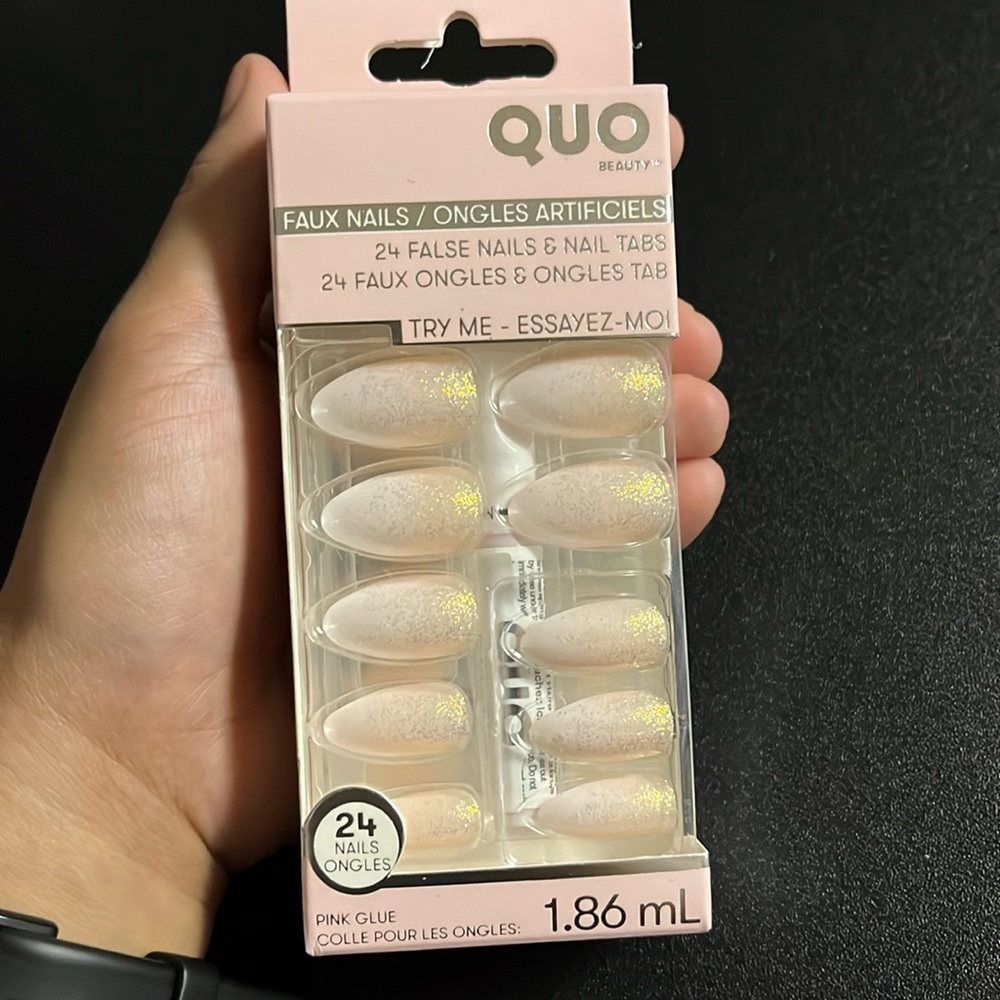 QUO
BEAUTY™
FAUX NAILS / ONGLES ARTIFICIELS
24 FALSE NAILS & NAIL TABS
24 FAUX ONGLES & ONGLES TAB
TRY ME - ESSAYEZ-MOI
24
NAILS
ONGLES
PINK GLUE
COLLE POUR LES ONGLES:
1.86 mL